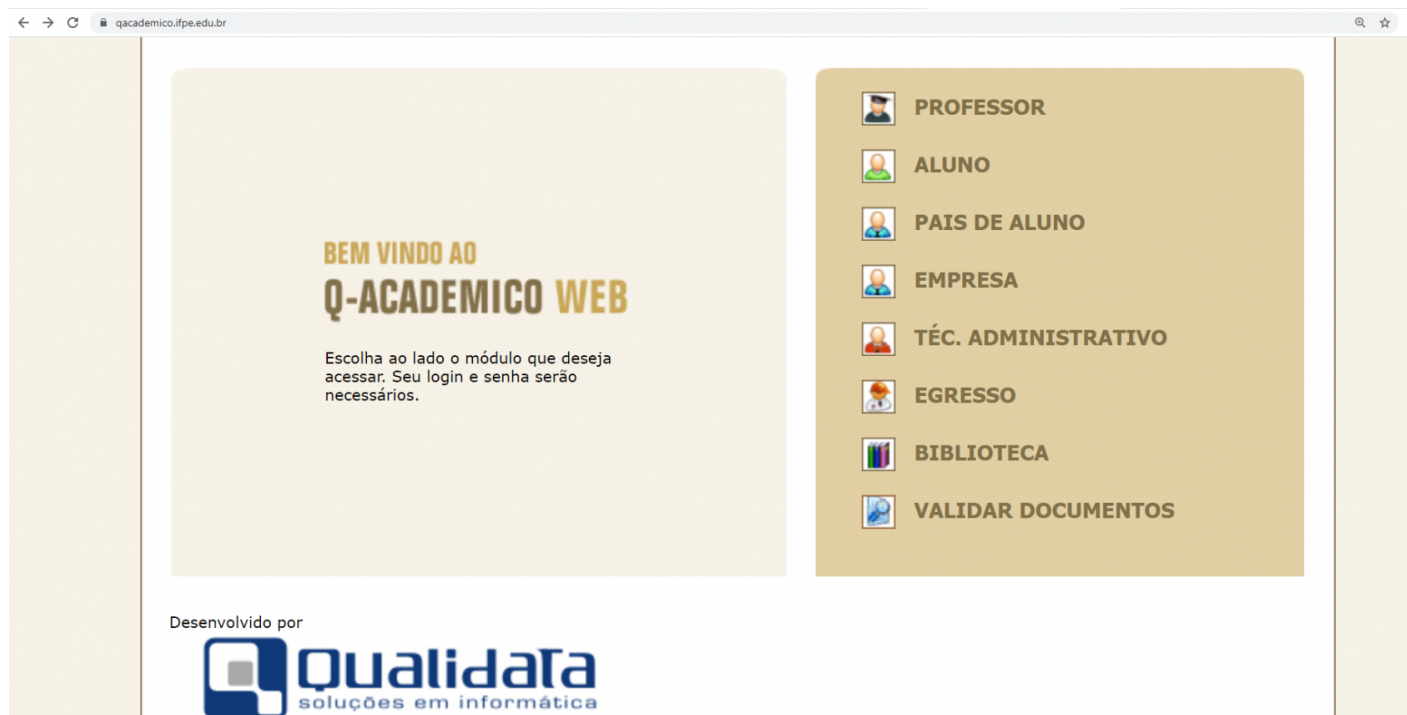 qacademico.ifpe.edu.br
BEM VINDO AO
Q-ACADEMICO WEB
Escolha ao lado o módulo que deseja
acessar. Seu login e senha serão
necessários.
PROFESSOR
ALUNO
PAIS DE ALUNO
EMPRESA
TÉC. ADMINISTRATIVO
EGRESSO
BIBLIOTECA
VALIDAR DOCUMENTOS
Desenvolvido por
Qualidata
soluções em informática